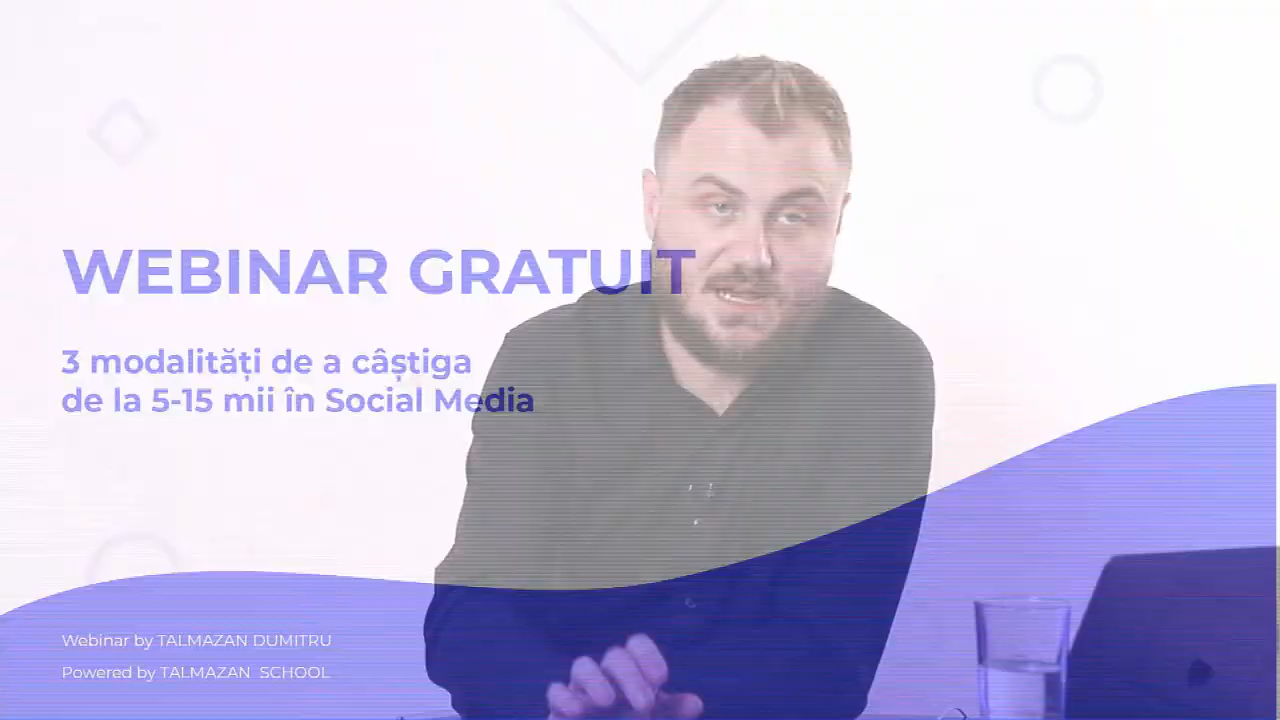 WEBINAR GRATUIT
3 modalități de a câștiga
de la 5-15 mii în Social Media
Webinar by TALMAZAN DUMITRU
Powered by TALMAZAN SCHOOL